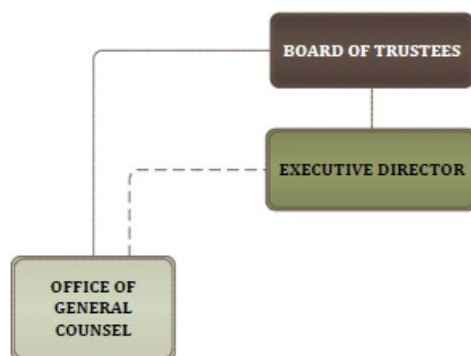 BOARD OF TRUSTEES
EXECUTIVE DIRECTOR
OFFICE OF
GENERAL
COUNSEL